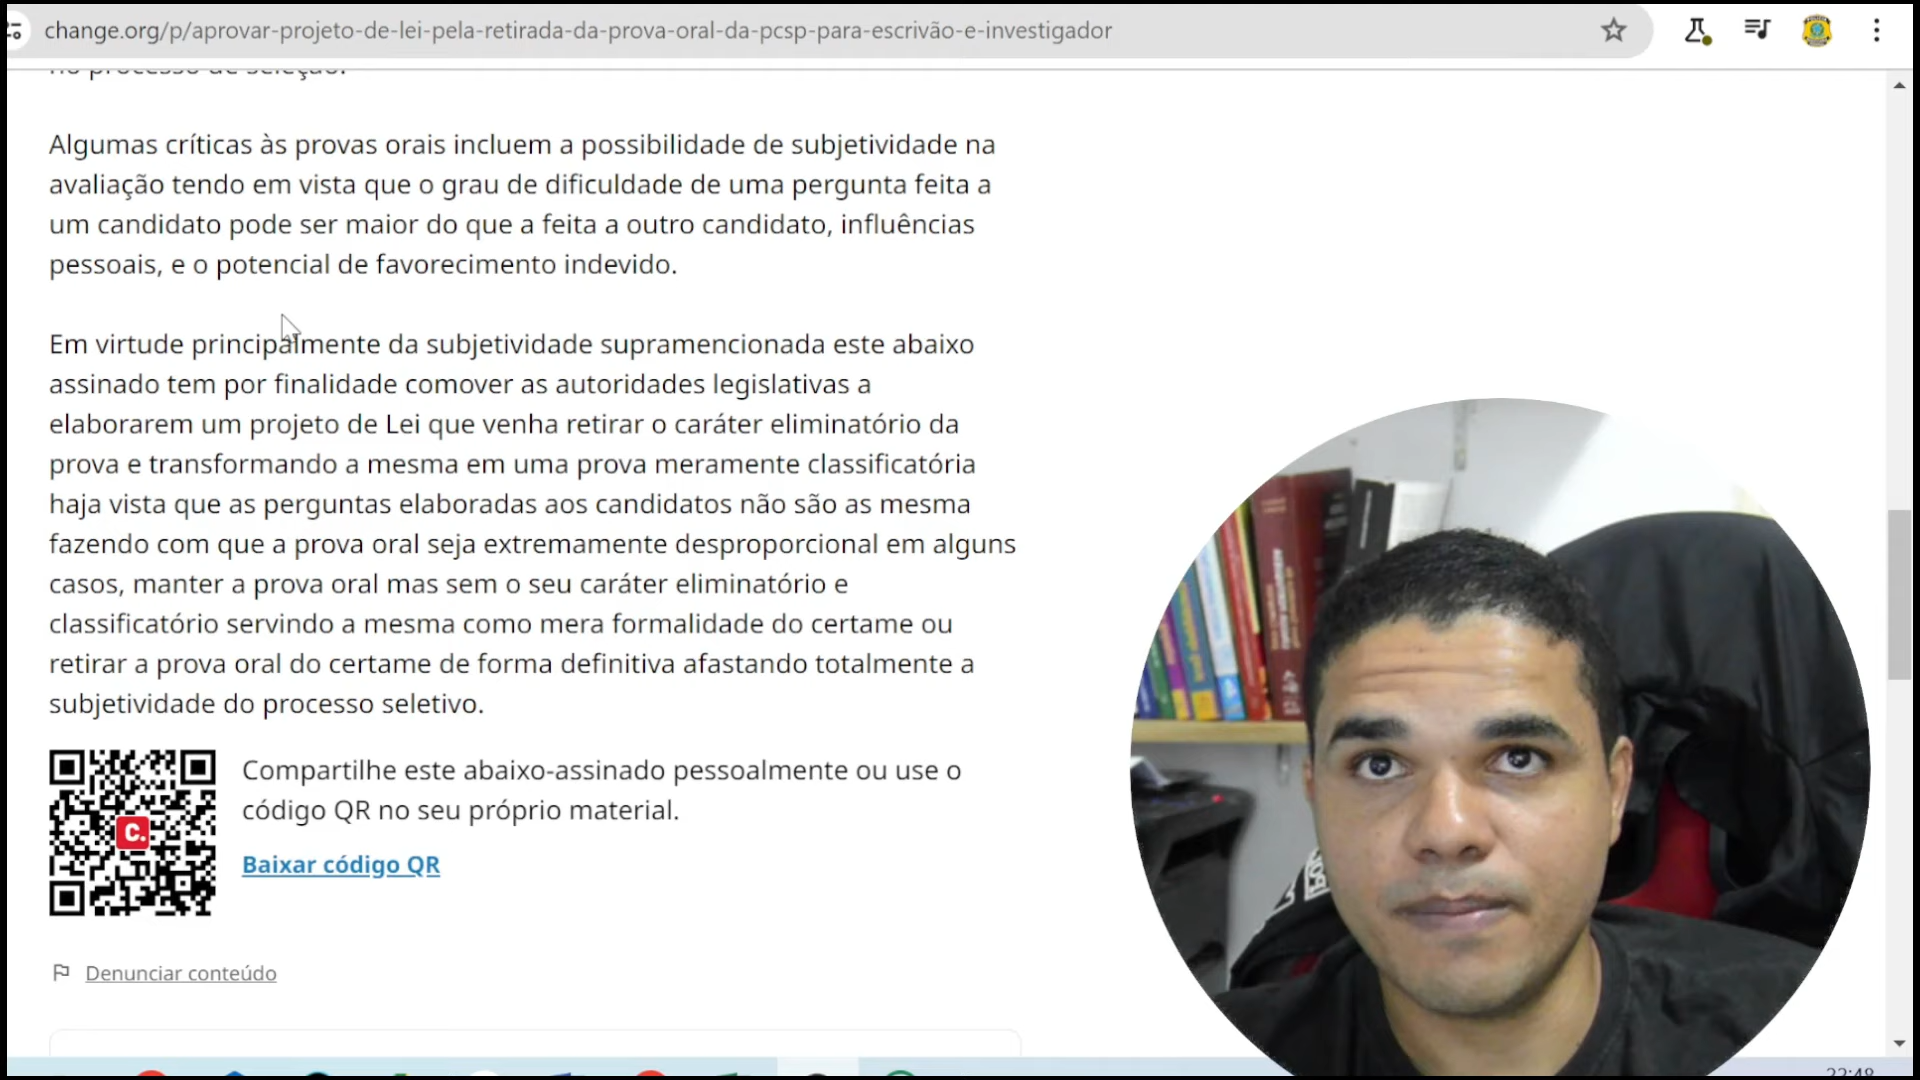 change.org/p/aprovar-projeto-de-lei-pela-retirada-da-prova-oral-da-pcsp-para-escrivão-e-investigador
no processo de seleção.
Algumas críticas às provas orais incluem a possibilidade de subjetividade na
avaliação tendo em vista que o grau de dificuldade de uma pergunta feita a
um candidato pode ser maior do que a feita a outro candidato, influências
pessoais, e o potencial de favorecimento indevido.
Em virtude principalmente da subjetividade supramencionada este abaixo
assinado tem por finalidade comover as autoridades legislativas a
elaborarem um projeto de Lei que venha retirar o caráter eliminatório da
prova e transformando a mesma em uma prova meramente classificatória
haja vista que as perguntas elaboradas aos candidatos não são as mesma
fazendo com que a prova oral seja extremamente desproporcional em alguns
casos, manter a prova oral mas sem o seu caráter eliminatório e
classificatório servindo a mesma como mera formalidade do certame ou
retirar a prova oral do certame de forma definitiva afastando totalmente a
subjetividade do processo seletivo.
C.
Compartilhe este abaixo-assinado pessoalmente ou use o
código QR no seu próprio material.
Baixar código QR
Denunciar conteúdo
22:48